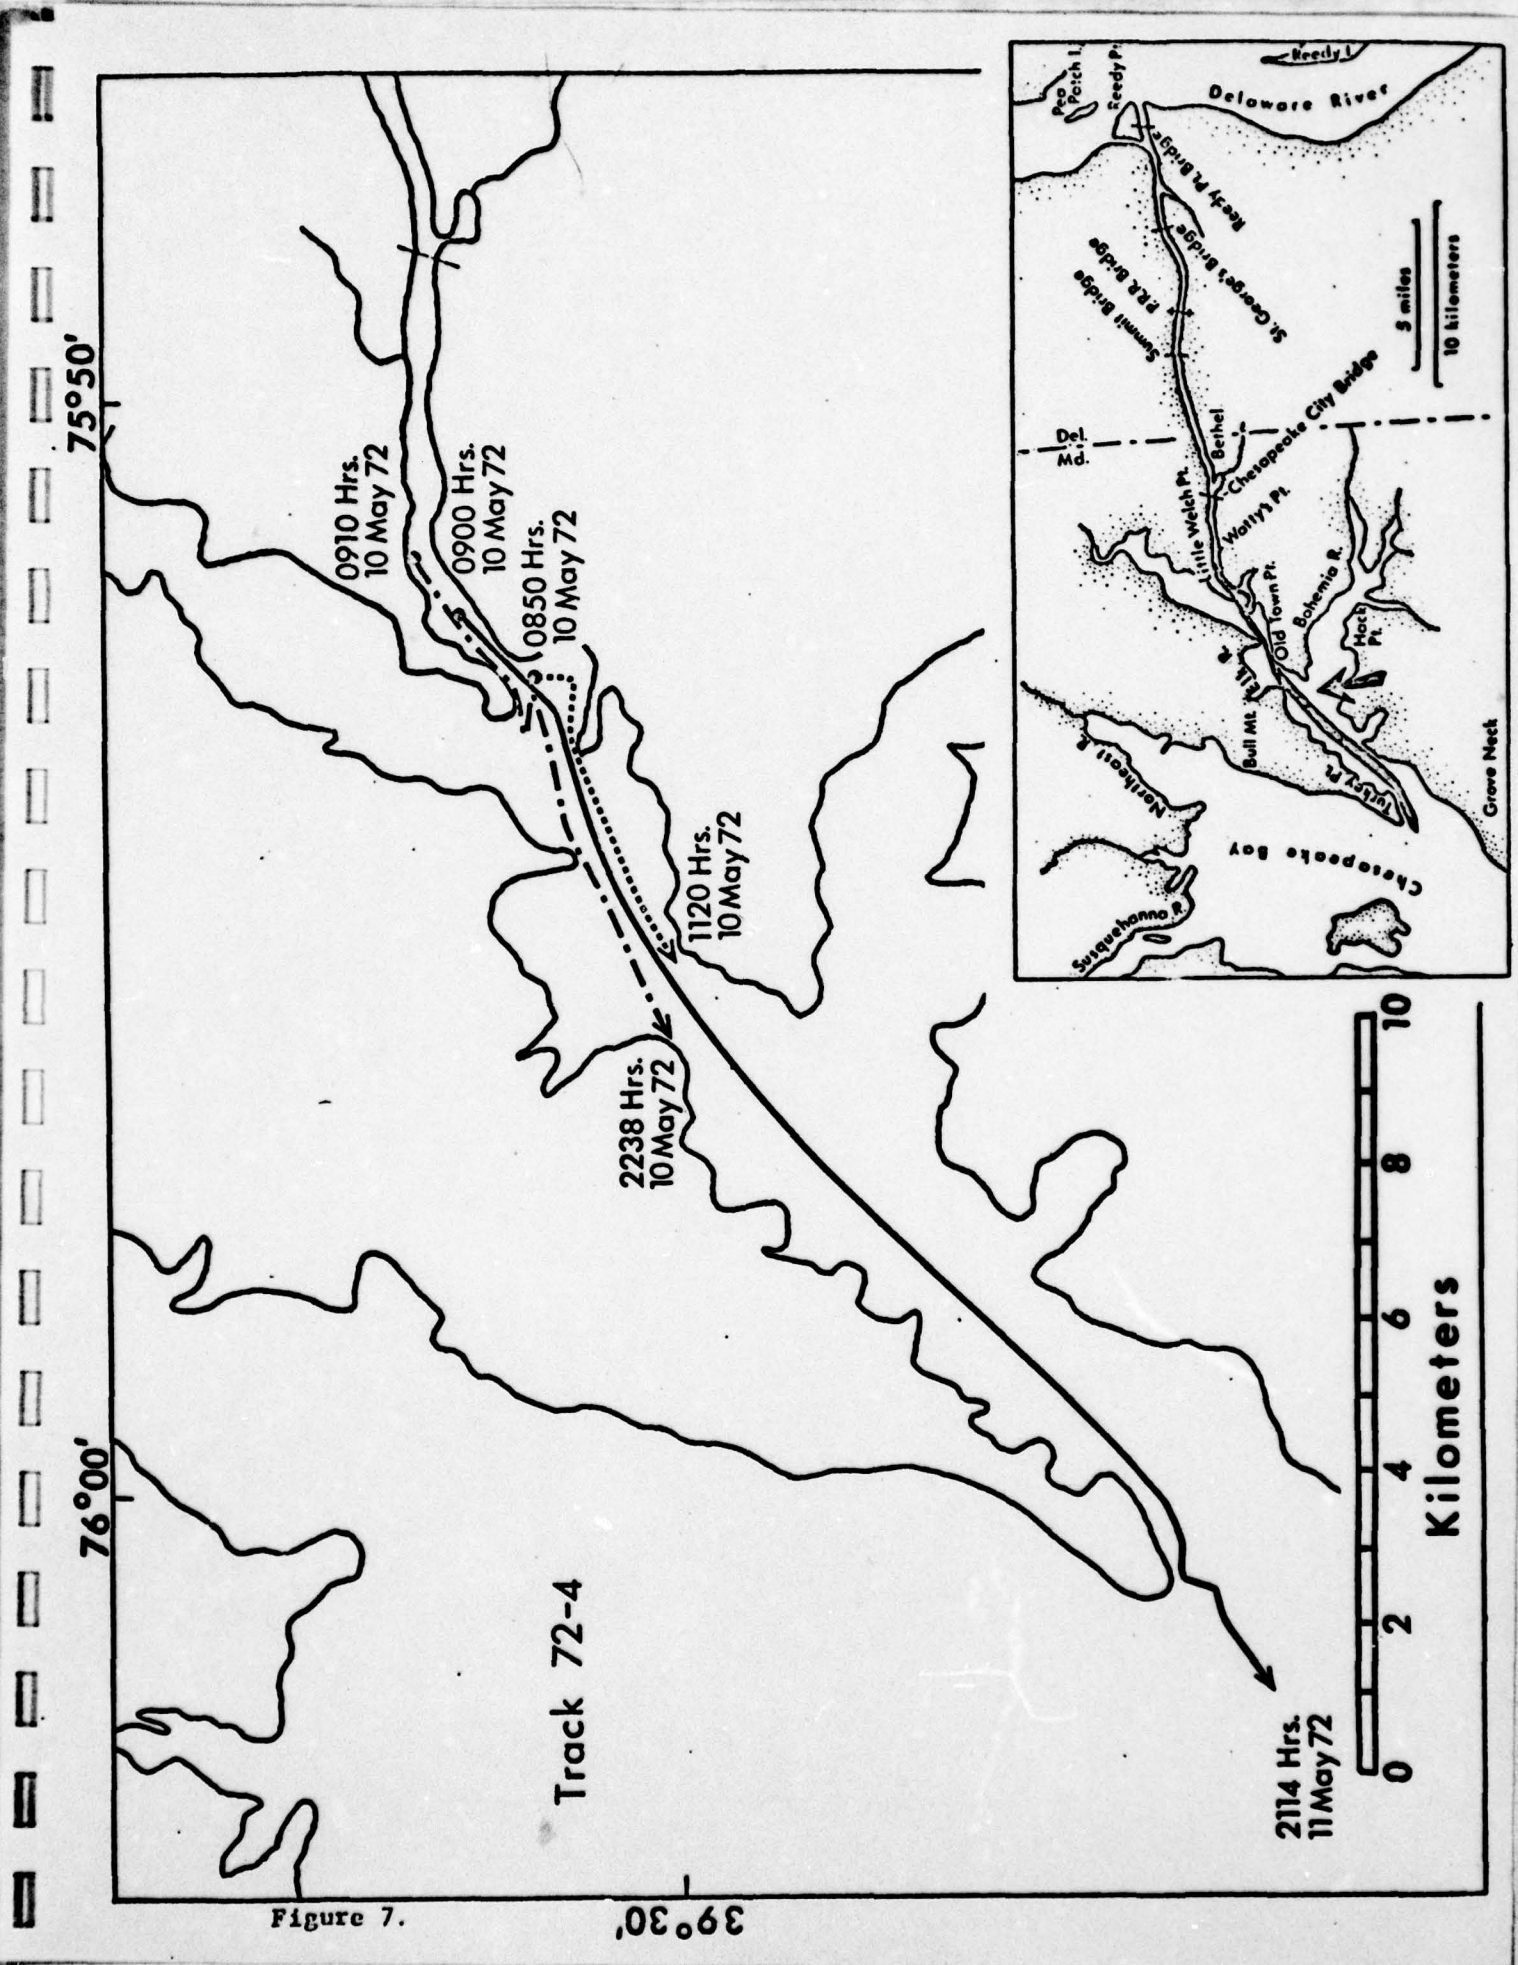 75°50'
76°00'
39°30'
0910 Hrs.
10 May 72
0900 Hrs.
10 May 72
0850 Hrs.
10 May 72
1120 Hrs.
10 May 72
2238 Hrs.
10 May 72
2114 Hrs.
11 May 72
Track 72-4
0 2 4 6 8 10
Kilometers
Susquehanna R.
Northeast R.
Bull Mt.
Elk R.
Turkey Pt.
Chesapeake Bay
Grove Neck
Old Town Pt.
Bohemia R.
Hack
Pt.
Little Welch Pt.
Watty's Pt.
Chesapeake City Bridge
Bethel
Del.
Md.
Summit Bridge
P.R.R. Bridge
St. George's Bridge
Reedy Pt. Bridge
Pea
Patch I.
Reedy Pt.
Delaware River
Reedy I.
5 miles
10 kilometers
Figure 7.